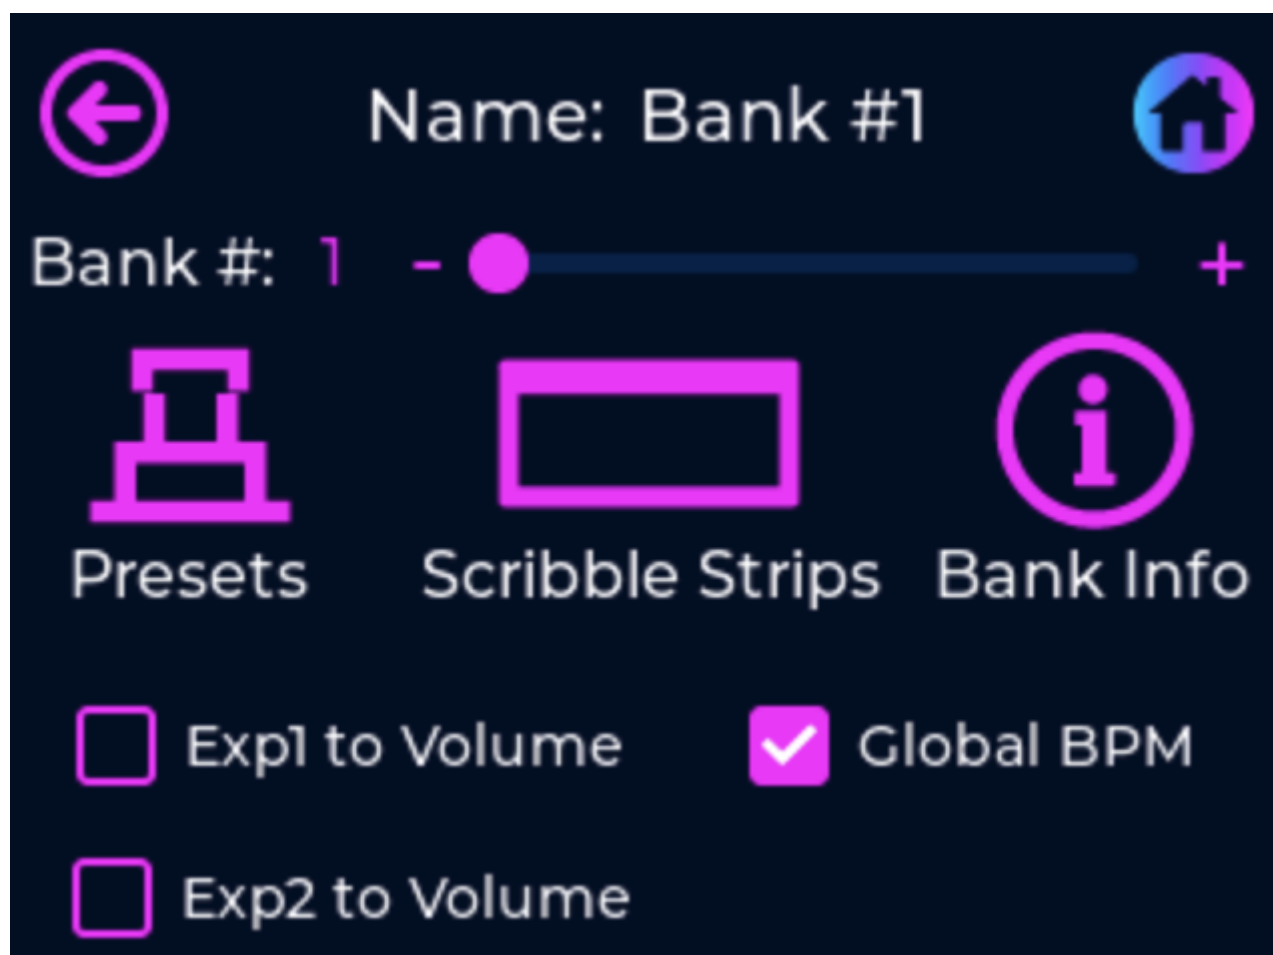 Name: Bank #1
Bank #: 1 - +
Presets Scribble Strips Bank Info
Exp1 to Volume Global BPM
Exp2 to Volume